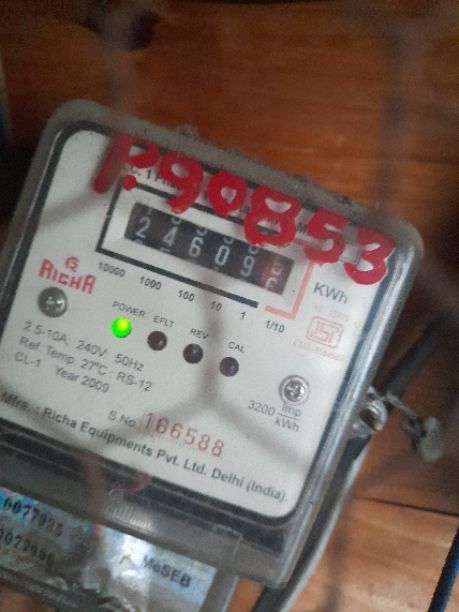 P.90853
24609
KWh
RICHA
10000 1000 100 10 1 1/10
POWER EFLT REV CAL
2.5-10A, 240V, 50Hz
Ref. Temp. 27°C RS-12
CL-1 Year 2009
3200 imp/kWh
S.No. 166588
Mfrs. : Richa Equipments Pvt. Ltd. Delhi (India).
MeSEB